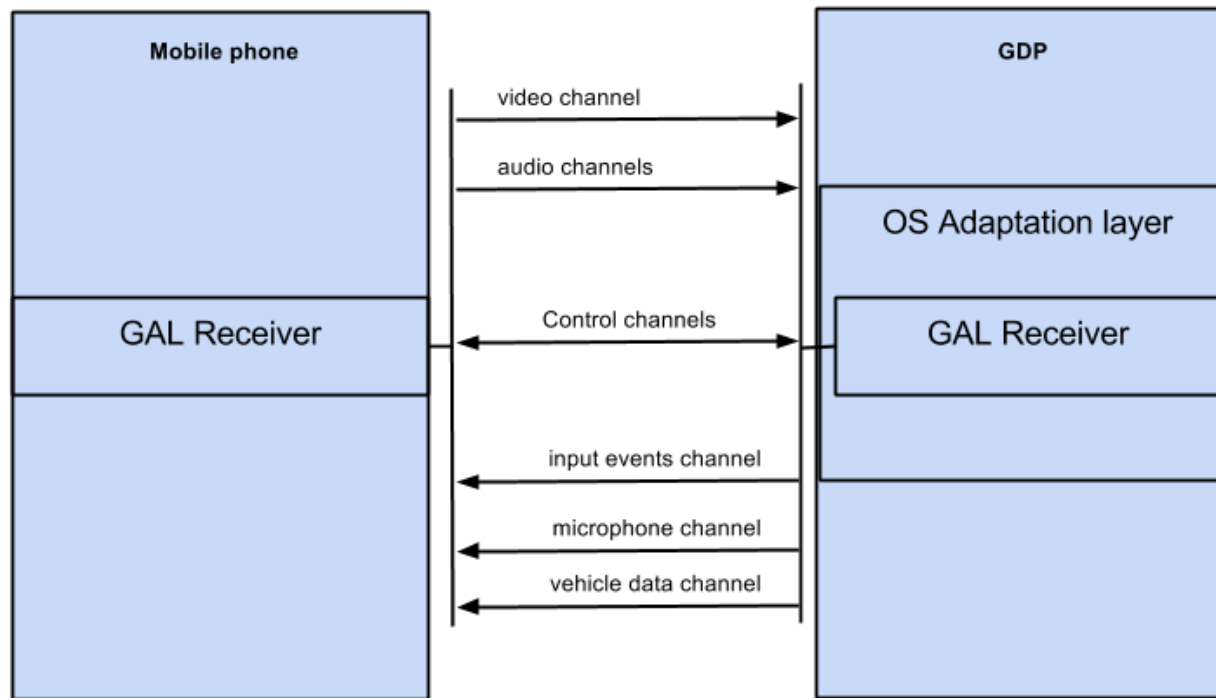 Mobile phone
GDP
video channel
audio channels
OS Adaptation layer
GAL Receiver
Control channels
GAL Receiver
input events channel
microphone channel
vehicle data channel